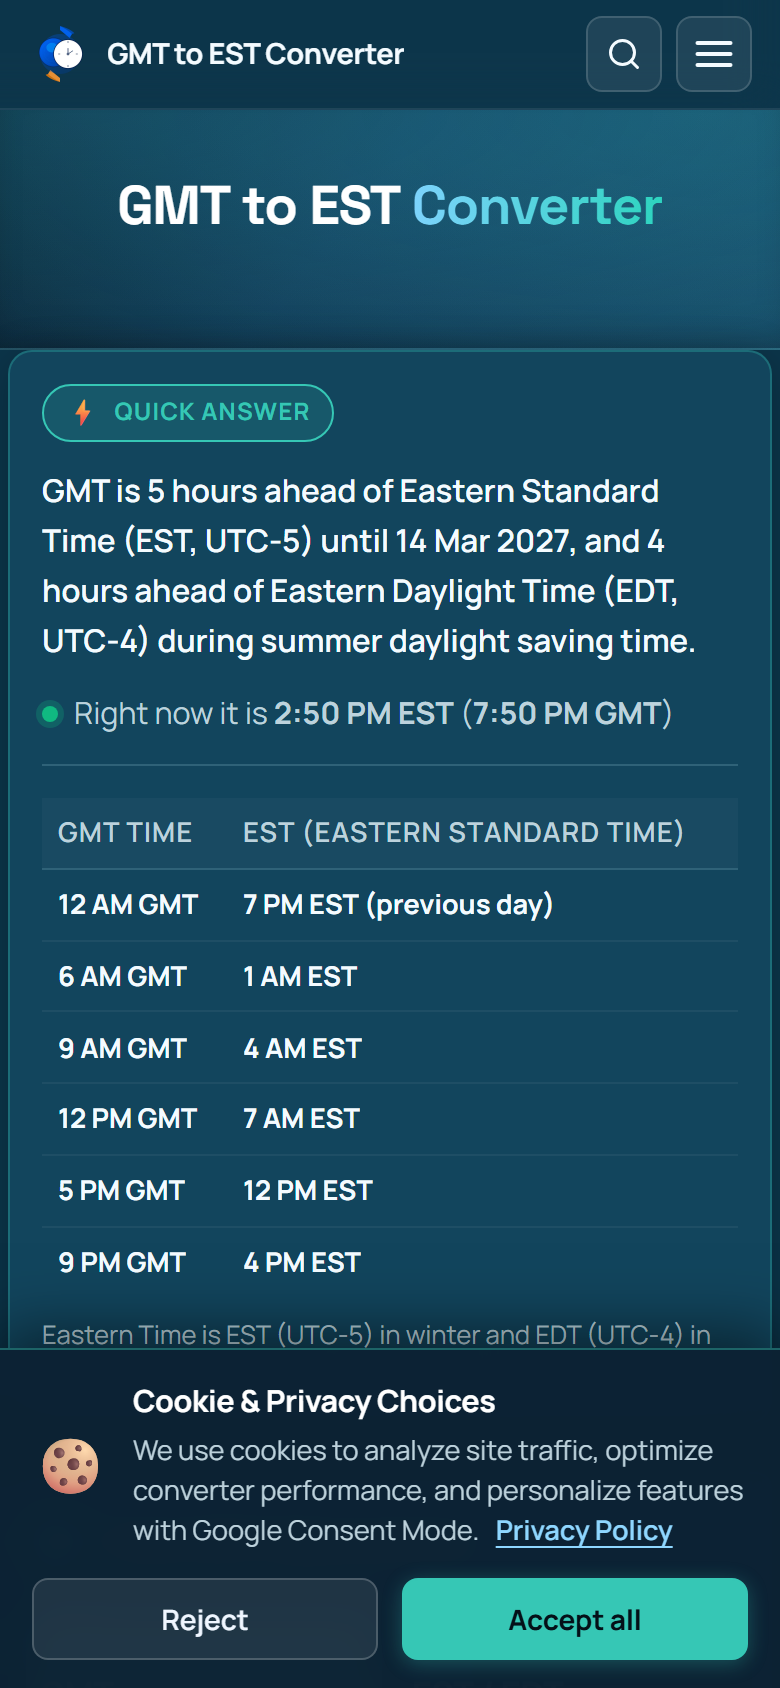 GMT to EST Converter
GMT to EST Converter
QUICK ANSWER
GMT is 5 hours ahead of Eastern Standard
Time (EST, UTC-5) until 14 Mar 2027, and 4
hours ahead of Eastern Daylight Time (EDT,
UTC-4) during summer daylight saving time.
Right now it is 2:50 PM EST (7:50 PM GMT)
GMT TIME EST (EASTERN STANDARD TIME)
12 AM GMT 7 PM EST (previous day)
6 AM GMT 1 AM EST
9 AM GMT 4 AM EST
12 PM GMT 7 AM EST
5 PM GMT 12 PM EST
9 PM GMT 4 PM EST
Eastern Time is EST (UTC-5) in winter and EDT (UTC-4) in
Cookie & Privacy Choices
We use cookies to analyze site traffic, optimize
converter performance, and personalize features
with Google Consent Mode. Privacy Policy
Reject Accept all